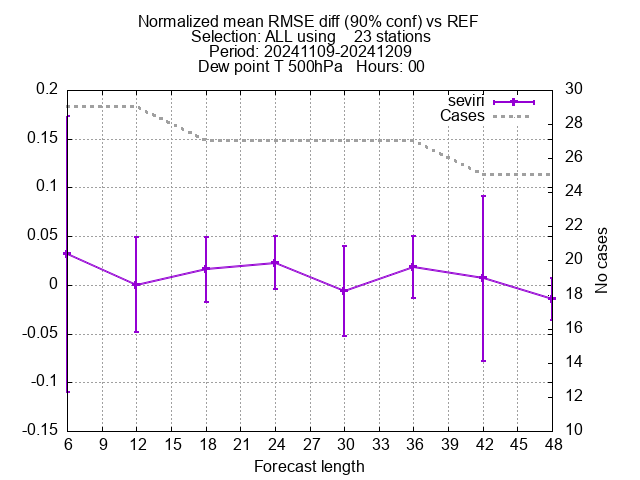 Normalized mean RMSE diff (90% conf) vs REF
Selection: ALL using    23 stations
Period: 20241109-20241209
Dew point T 500hPa   Hours: 00
seviri
Cases
0.2
0.15
0.1
0.05
0
-0.05
-0.1
-0.15
30
28
26
24
22
20
18
16
14
12
10
No cases
6 9 12 15 18 21 24 27 30 33 36 39 42 45 48
Forecast length